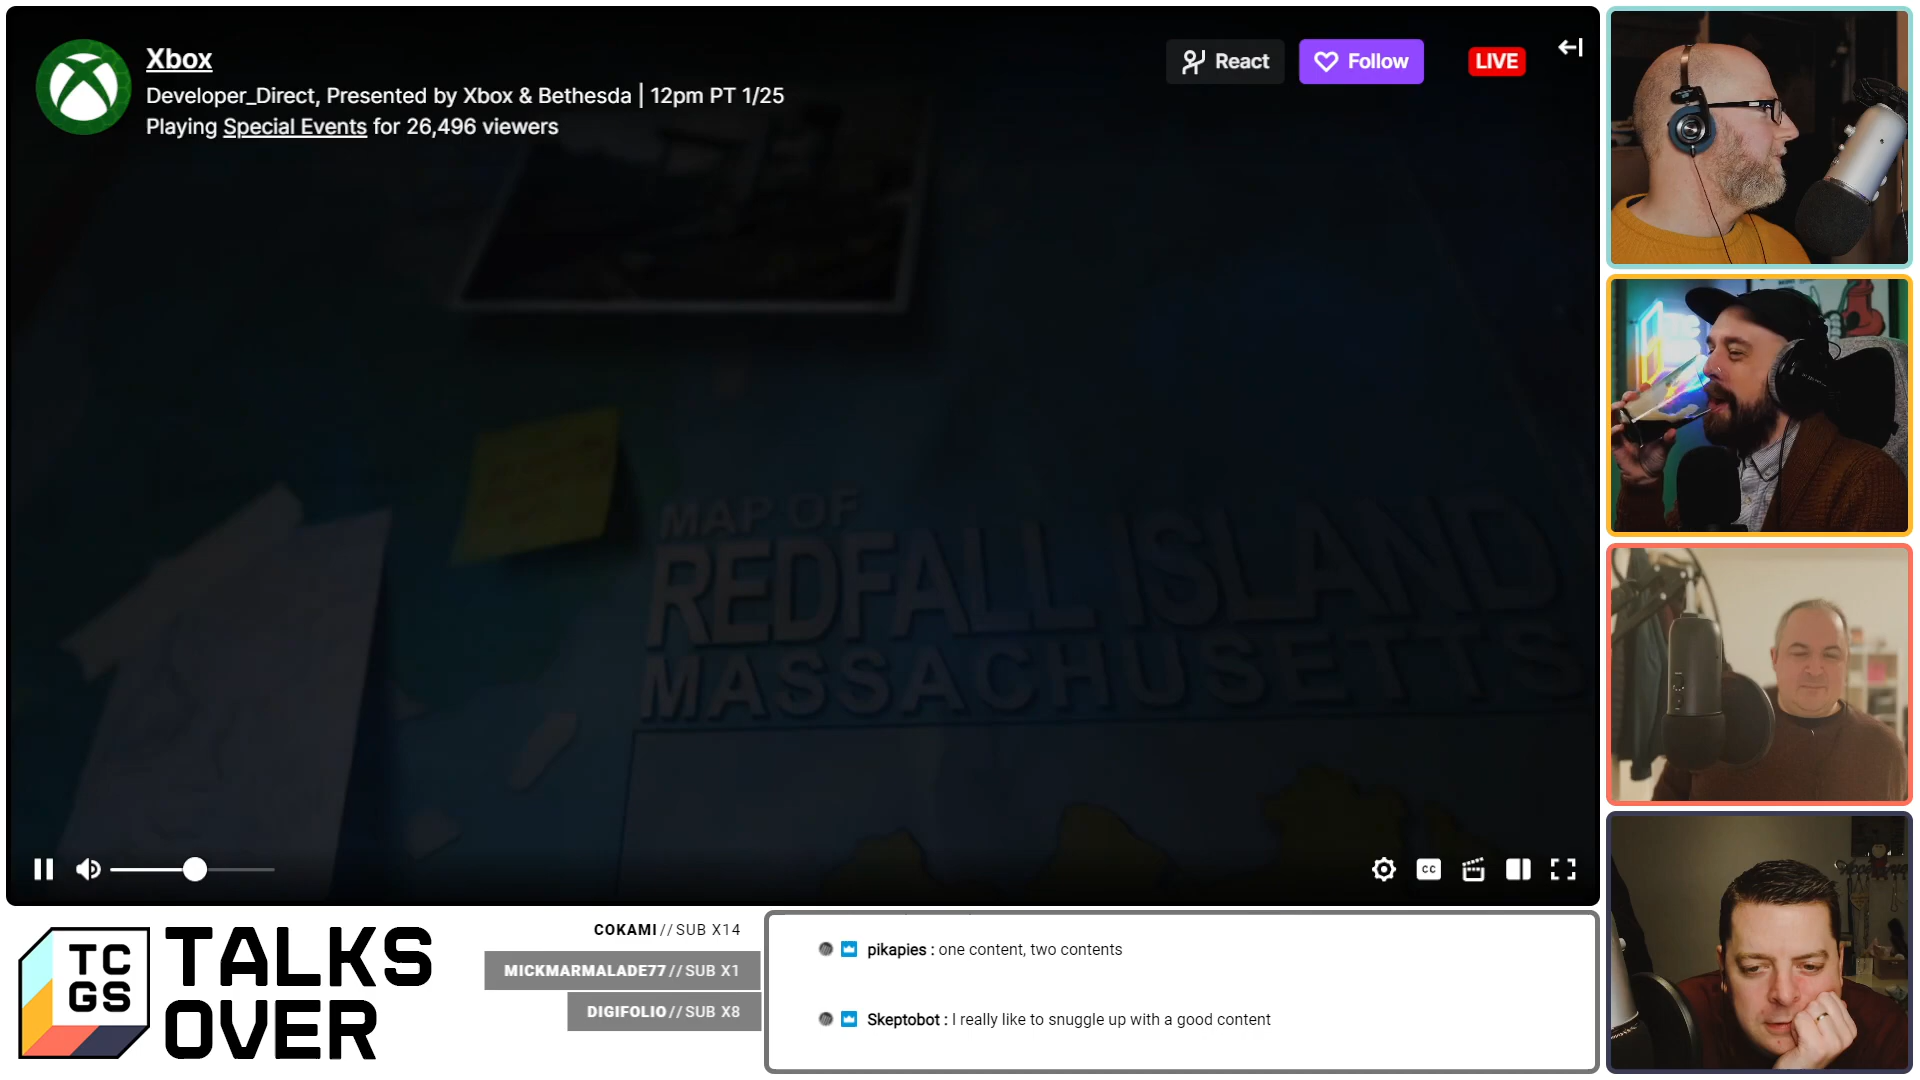 Xbox
Developer_Direct, Presented by Xbox & Bethesda | 12pm PT 1/25
Playing Special Events for 26,496 viewers
React
Follow
LIVE
MAP OF
REDFALL ISLAND
MASSACHUSETTS
CC
TC
GS
TALKS
OVER
COKAMI // SUB X14
MICKMARMALADE77 // SUB X1
DIGIFOLIO // SUB X8
pikapies : one content, two contents
Skeptobot : I really like to snuggle up with a good content